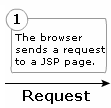 1
The browser
sends a request
to a JSP page.
Request